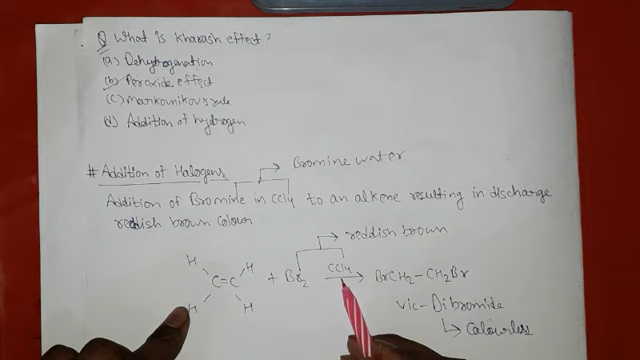 Q What is Kharash effect?
(a) Dehydrogenation
(b) Peroxide effect
(c) Markovnikov's rule
(d) Addition of hydrogen
# Addition of Halogens
Bromine water
Addition of Bromine in CCl4 to an alkene resulting in discharge
reddish brown colour
reddish brown
H H
C=C + Br2 CCl4 → BrCH2-CH2Br
H H
vic-Dibromide
Colourless